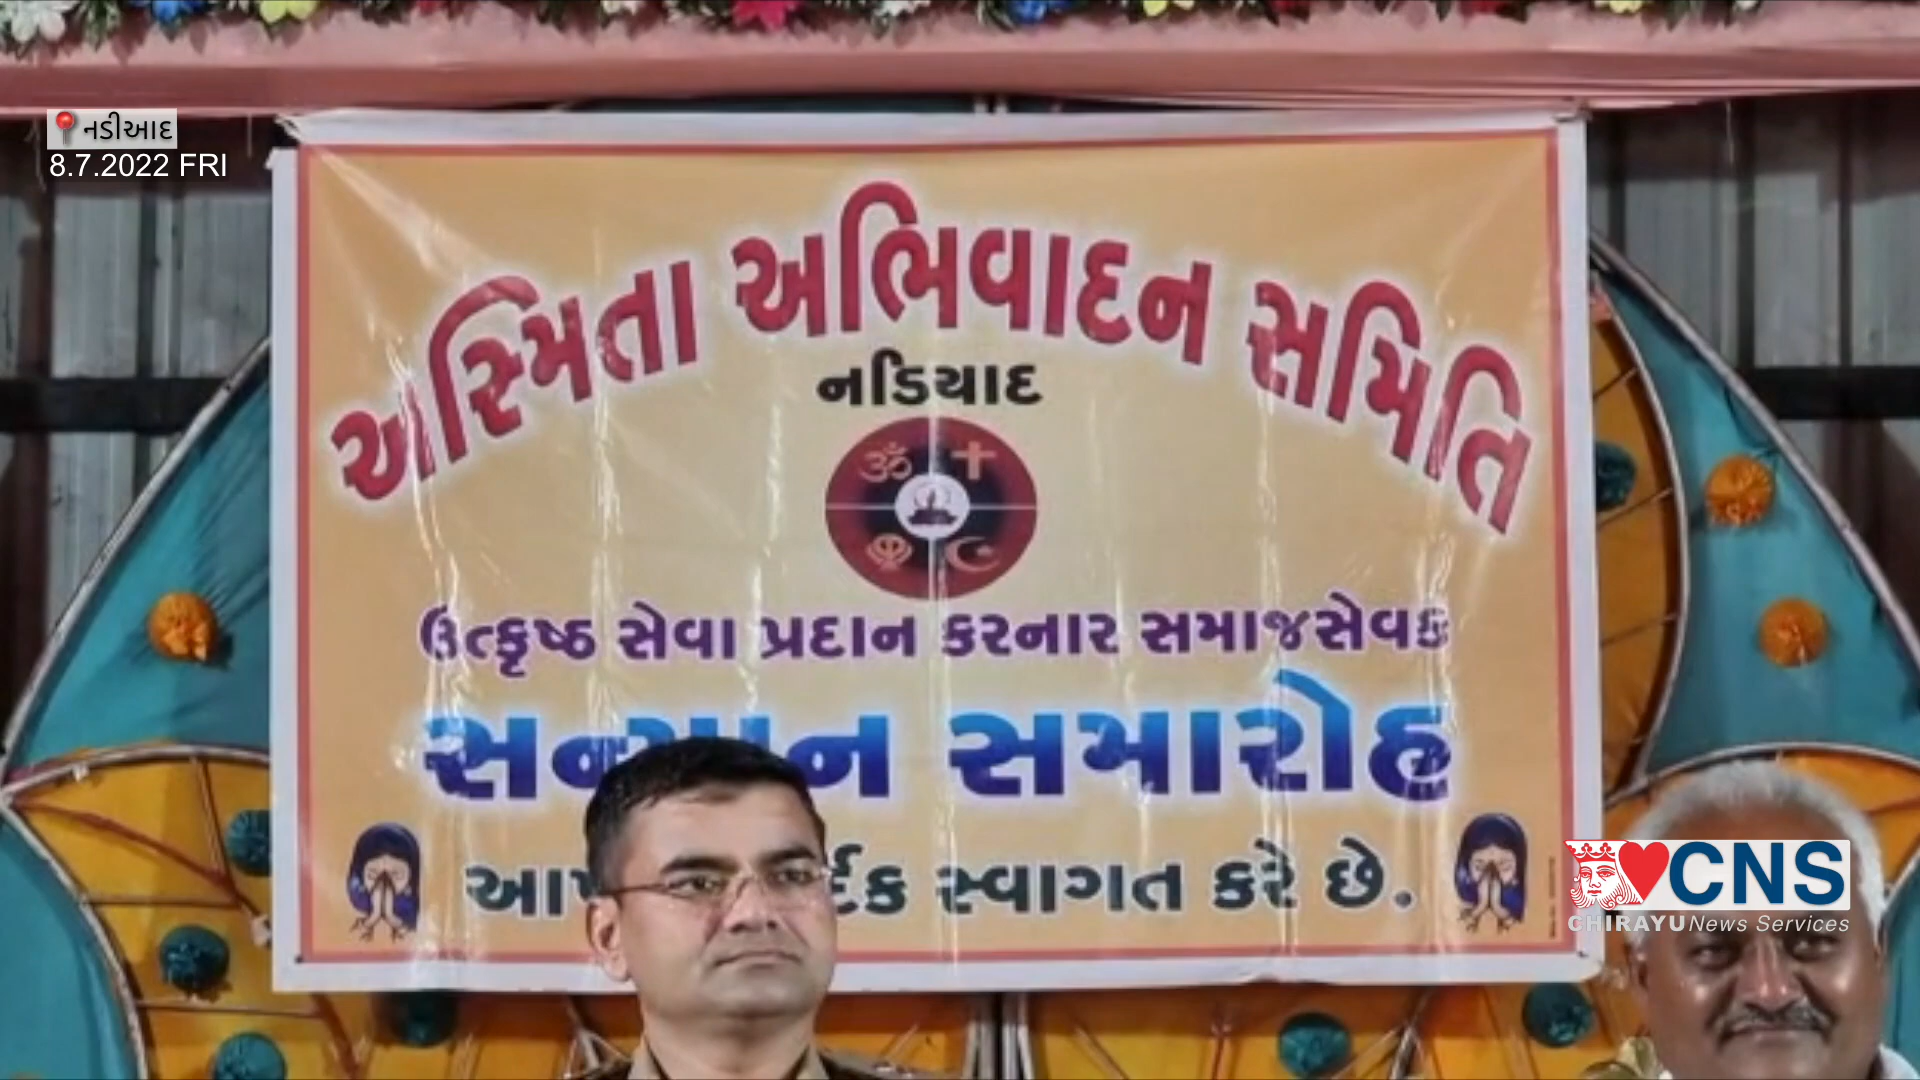 નડીઆદ
8.7.2022 FRI
અસ્મિતા અભિવાદન સમિતિ
નડિયાદ
ઉત્કૃષ્ઠ સેવા પ્રદાન કરનાર સમાજસેવક
સન્માન સમારોહ
સ્વાગત કરે છે.
CNS
CHIRAYU News Services